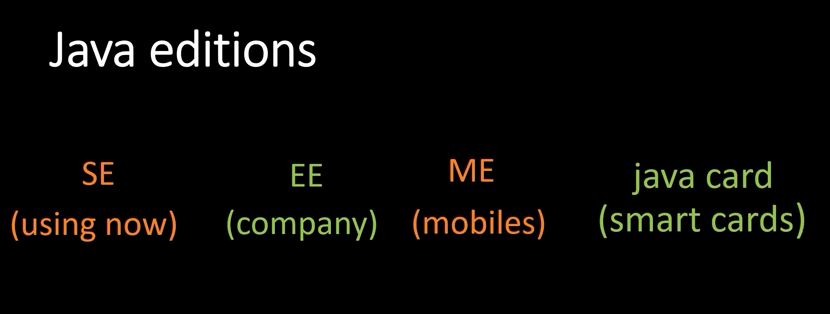 Java editions
SE EE ME java card
(using now) (company) (mobiles) (smart cards)